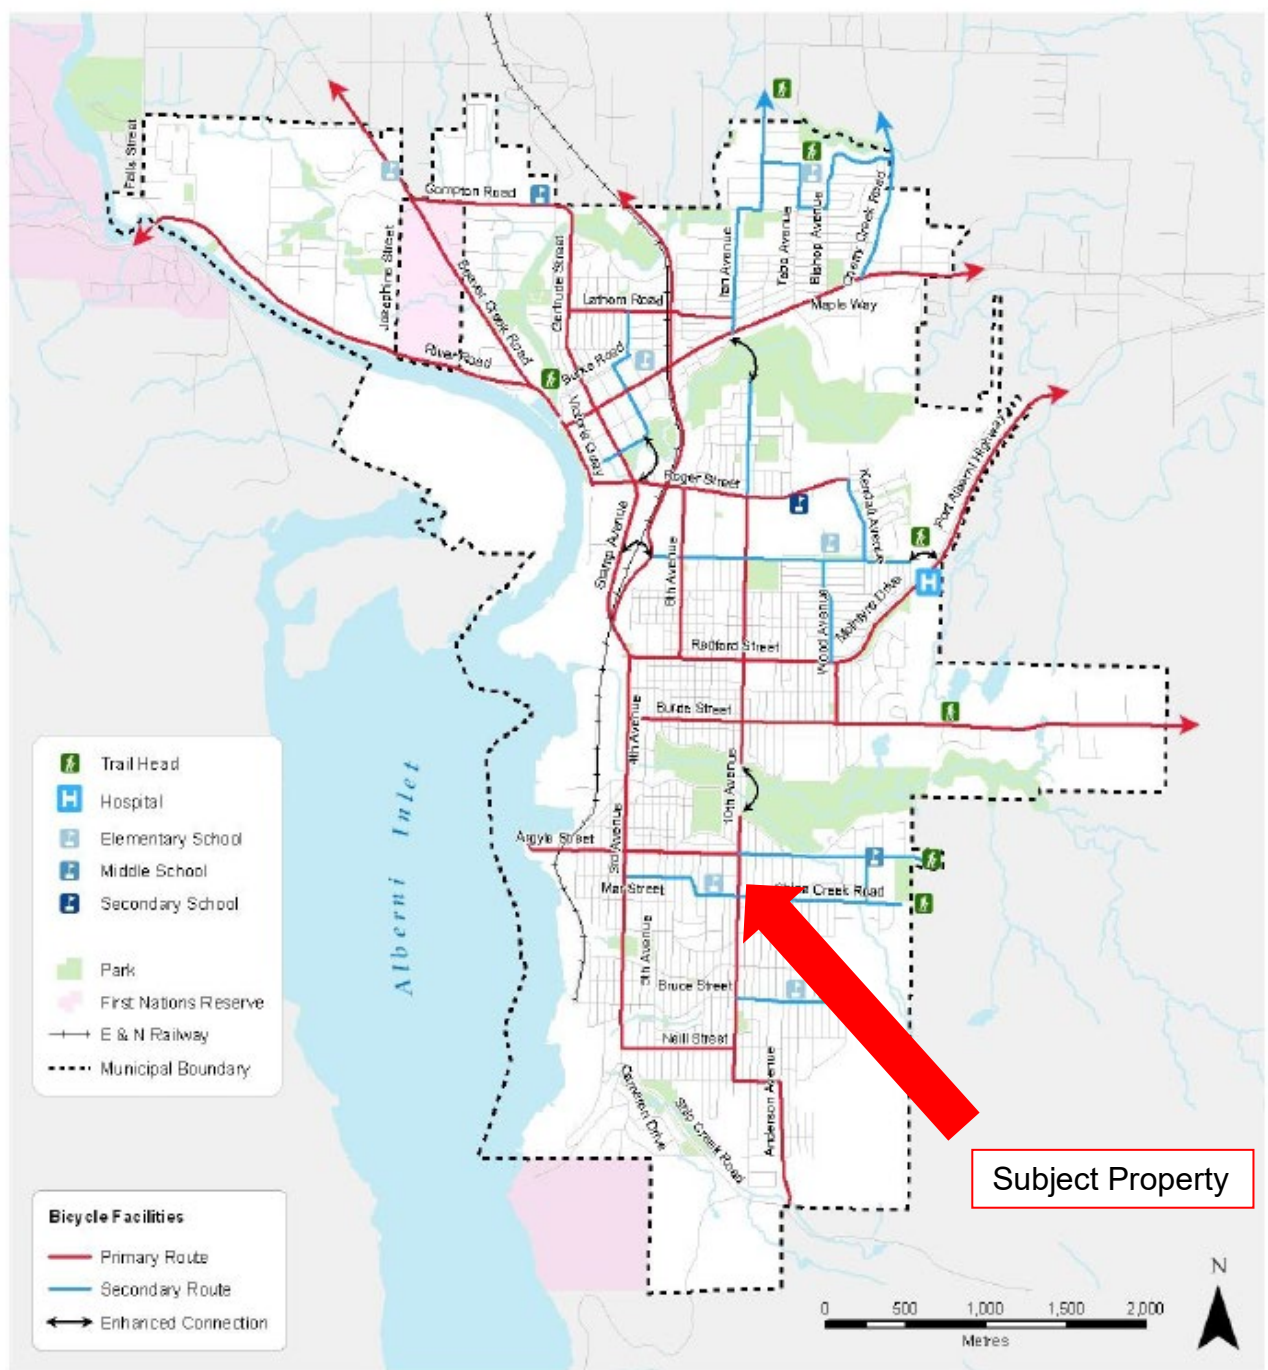 Falls Street
Compton Road
Josephine Street
Beaver Creek Road
Gertrude Street
Lathom Road
Burke Road
River Road
Victoria Quay
Tebo Avenue
Bishop Avenue
Cherry Creek Road
Maple Way
Roger Street
Port Alberni Highway
Kendall Avenue
Stamp Avenue
6th Avenue
Wood Avenue
McIntyre Drive
Redford Street
Burde Street
4th Avenue
10th Avenue
3rd Avenue
Argyle Street
Mar Street
Creek Road
5th Avenue
Bruce Street
Neill Street
Cameron Drive
Ship Creek Road
Anderson Avenue
Alberni Inlet
H
Trail Head
H Hospital
Elementary School
Middle School
Secondary School
Park
First Nations Reserve
E & N Railway
Municipal Boundary
Bicycle Facilities
Primary Route
Secondary Route
Enhanced Connection
Subject Property
N
0 500 1,000 1,500 2,000
Metres